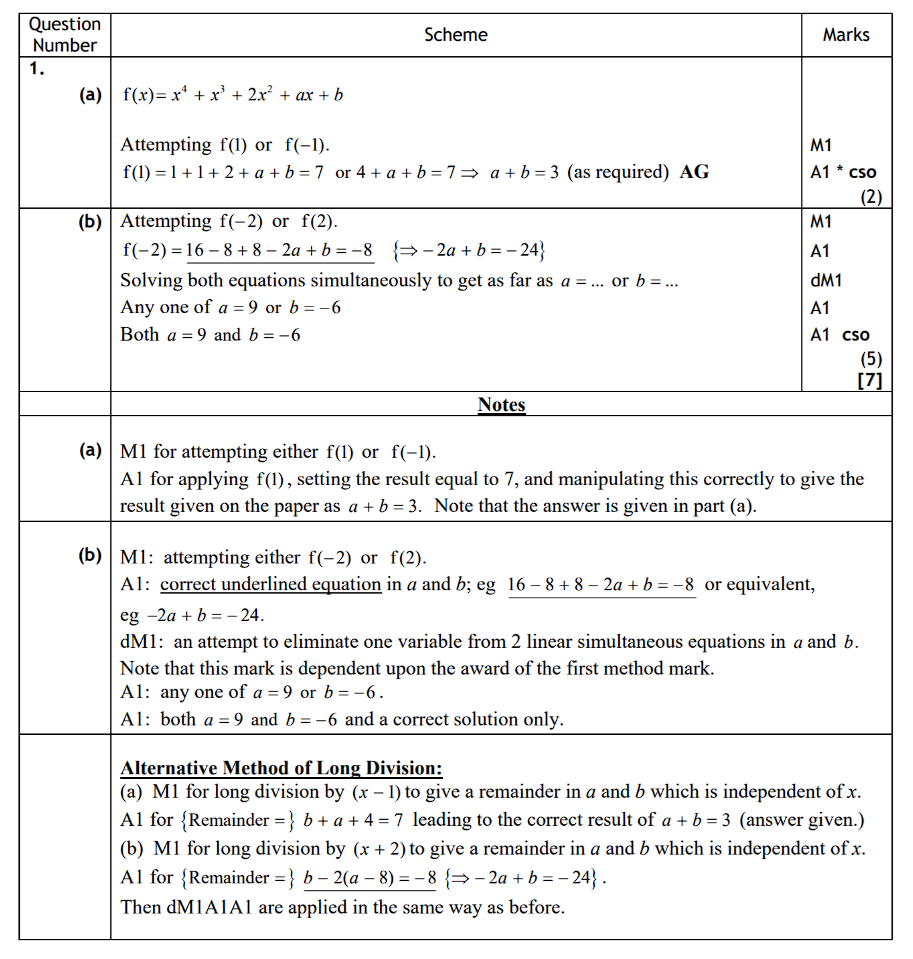 Question Number Scheme Marks
1.
(a) f(x)= x⁴ + x³ + 2x² + ax + b
Attempting f(1) or f(−1). M1
f(1) = 1 + 1 + 2 + a + b = 7 or 4 + a + b = 7 ⇒ a + b = 3 (as required) AG A1 * cso
(2)
(b) Attempting f(−2) or f(2). M1
f(−2) = 16 − 8 + 8 − 2a + b = −8 {⇒ − 2a + b = − 24} A1
Solving both equations simultaneously to get as far as a = ... or b = ... dM1
Any one of a = 9 or b = −6 A1
Both a = 9 and b = −6 A1 cso
(5)
[7]
Notes
(a) M1 for attempting either f(1) or f(−1).
A1 for applying f(1), setting the result equal to 7, and manipulating this correctly to give the
result given on the paper as a + b = 3. Note that the answer is given in part (a).
(b) M1: attempting either f(−2) or f(2).
A1: correct underlined equation in a and b; eg 16 − 8 + 8 − 2a + b = −8 or equivalent,
eg −2a + b = − 24.
dM1: an attempt to eliminate one variable from 2 linear simultaneous equations in a and b.
Note that this mark is dependent upon the award of the first method mark.
A1: any one of a = 9 or b = −6.
A1: both a = 9 and b = −6 and a correct solution only.
Alternative Method of Long Division:
(a) M1 for long division by (x − 1) to give a remainder in a and b which is independent of x.
A1 for {Remainder =} b + a + 4 = 7 leading to the correct result of a + b = 3 (answer given.)
(b) M1 for long division by (x + 2) to give a remainder in a and b which is independent of x.
A1 for {Remainder =} b − 2(a − 8) = −8 {⇒ − 2a + b = − 24}.
Then dM1A1A1 are applied in the same way as before.